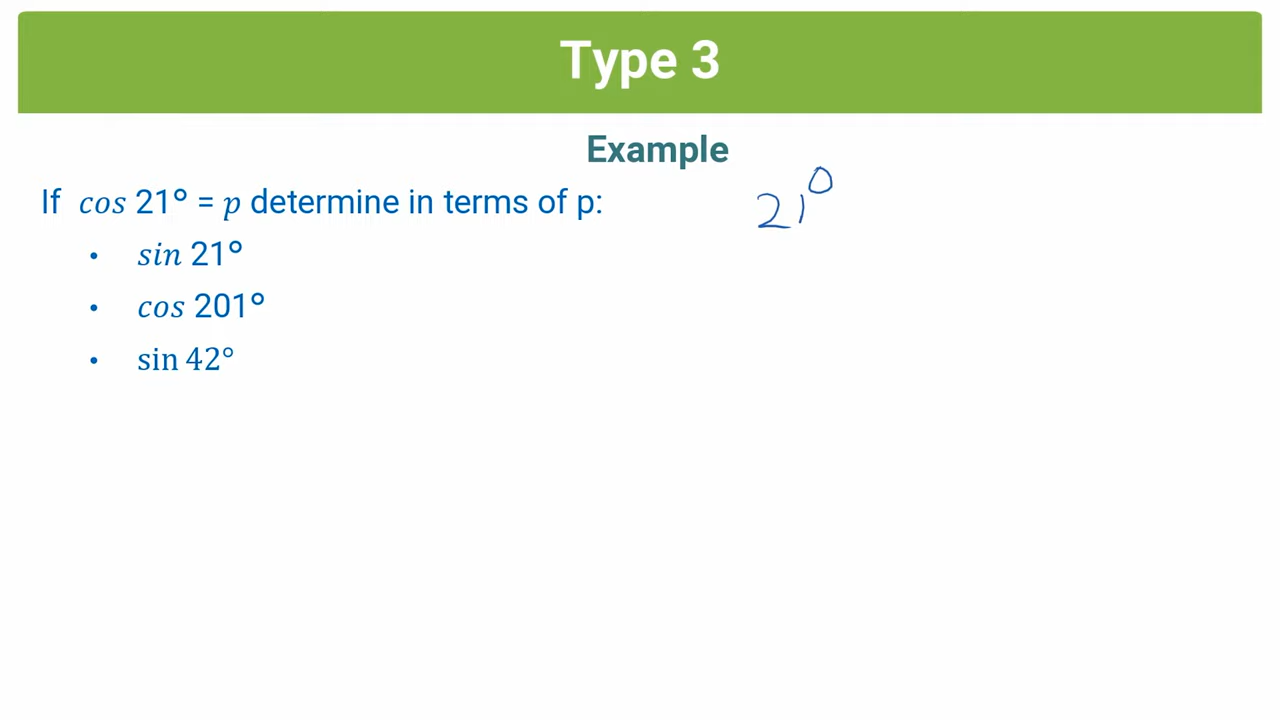 Type 3
Example
If cos 21° = p determine in terms of p:
21°
• sin 21°
• cos 201°
• sin 42°